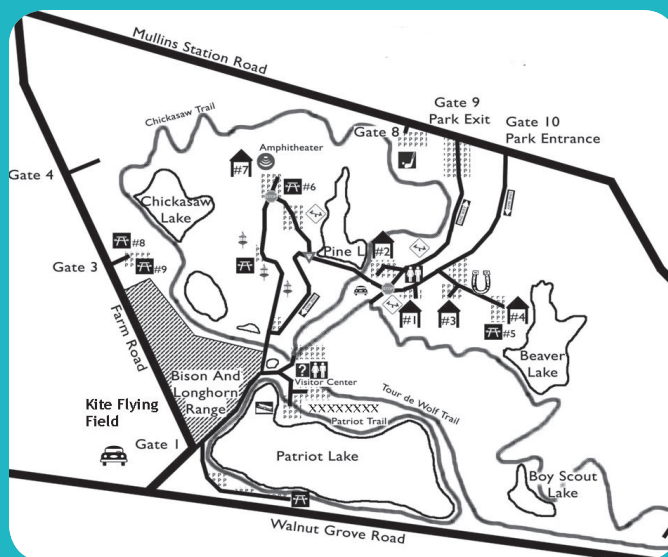 Mullins Station Road
Gate 9
Park Exit
Gate 10
Park Entrance
Chickasaw Trail
Gate 8
Amphitheater
#7
#6
Gate 4
Chickasaw
Lake
Pine L
#2
#8
#9
Gate 3
#1
#3
#4
#5
Beaver
Lake
Farm Road
Bison And
Longhorn
Range
?
Visitor Center
Tour de Wolf Trail
XXXXXXXX
Patriot Trail
Kite Flying
Field
Gate 1
Patriot Lake
Boy Scout
Lake
Walnut Grove Road